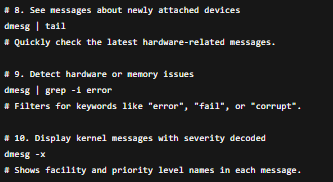 # 8. See messages about newly attached devices
dmesg | tail
# Quickly check the latest hardware-related messages.
# 9. Detect hardware or memory issues
dmesg | grep -i error
# Filters for keywords like "error", "fail", or "corrupt".
# 10. Display kernel messages with severity decoded
dmesg -x
# Shows facility and priority level names in each message.